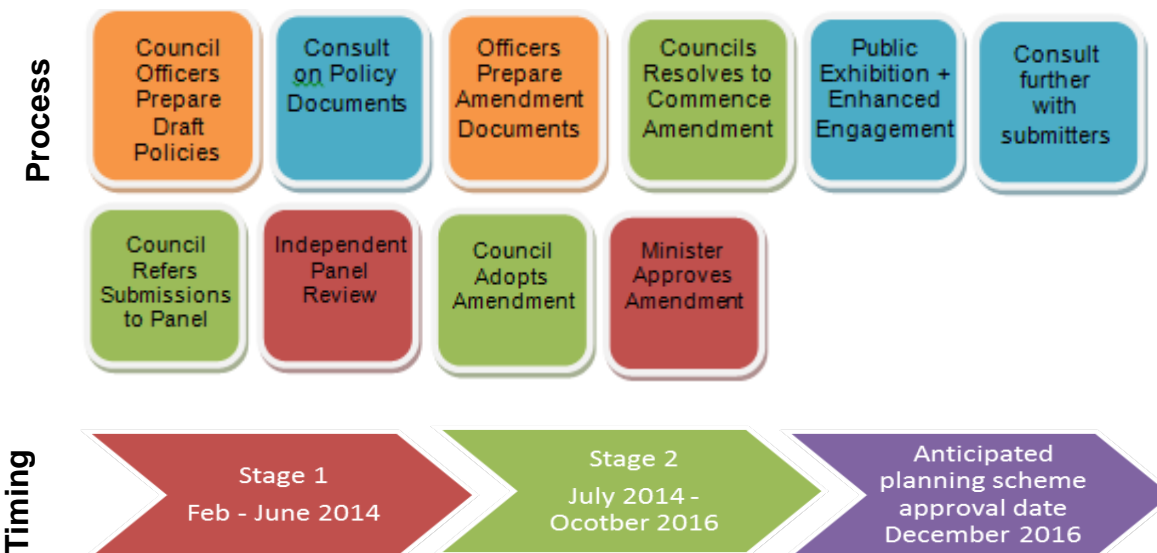 Process
Council
Officers
Prepare
Draft
Policies
Consult
on Policy
Documents
Officers
Prepare
Amendment
Documents
Councils
Resolves to
Commence
Amendment
Public
Exhibition +
Enhanced
Engagement
Consult
further
with
submitters
Council
Refers
Submissions
to Panel
Independent
Panel
Review
Council
Adopts
Amendment
Minister
Approves
Amendment
Timing
Stage 1
Feb - June 2014
Stage 2
July 2014 -
Ocotber 2016
Anticipated
planning scheme
approval date
December 2016